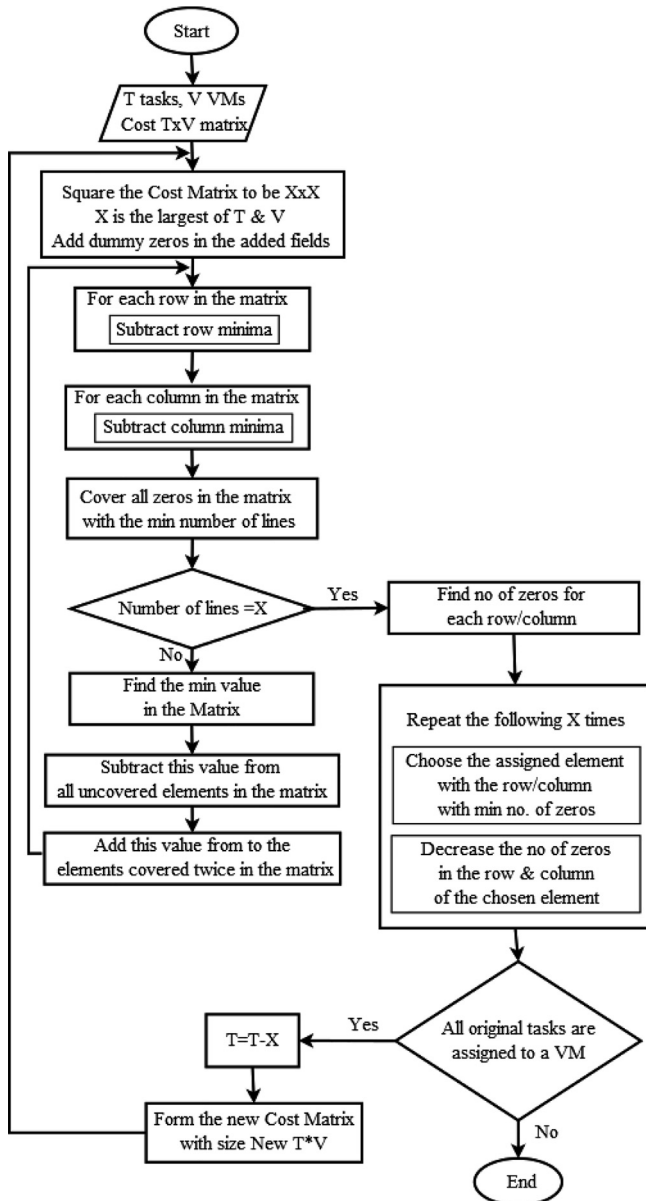 Start
T tasks, V VMs
Cost TxV matrix
Square the Cost Matrix to be XxX
X is the largest of T & V
Add dummy zeros in the added fields
For each row in the matrix
Subtract row minima
For each column in the matrix
Subtract column minima
Cover all zeros in the matrix
with the min number of lines
Number of lines =X
Yes
No
Find the min value
in the Matrix
Subtract this value from
all uncovered elements in the matrix
Add this value from to the
elements covered twice in the matrix
Find no of zeros for
each row/column
Repeat the following X times
Choose the assigned element
with the row/column
with min no. of zeros
Decrease the no of zeros
in the row & column
of the chosen element
All original tasks are
assigned to a VM
Yes
T=T-X
Form the new Cost Matrix
with size New T*V
No
End